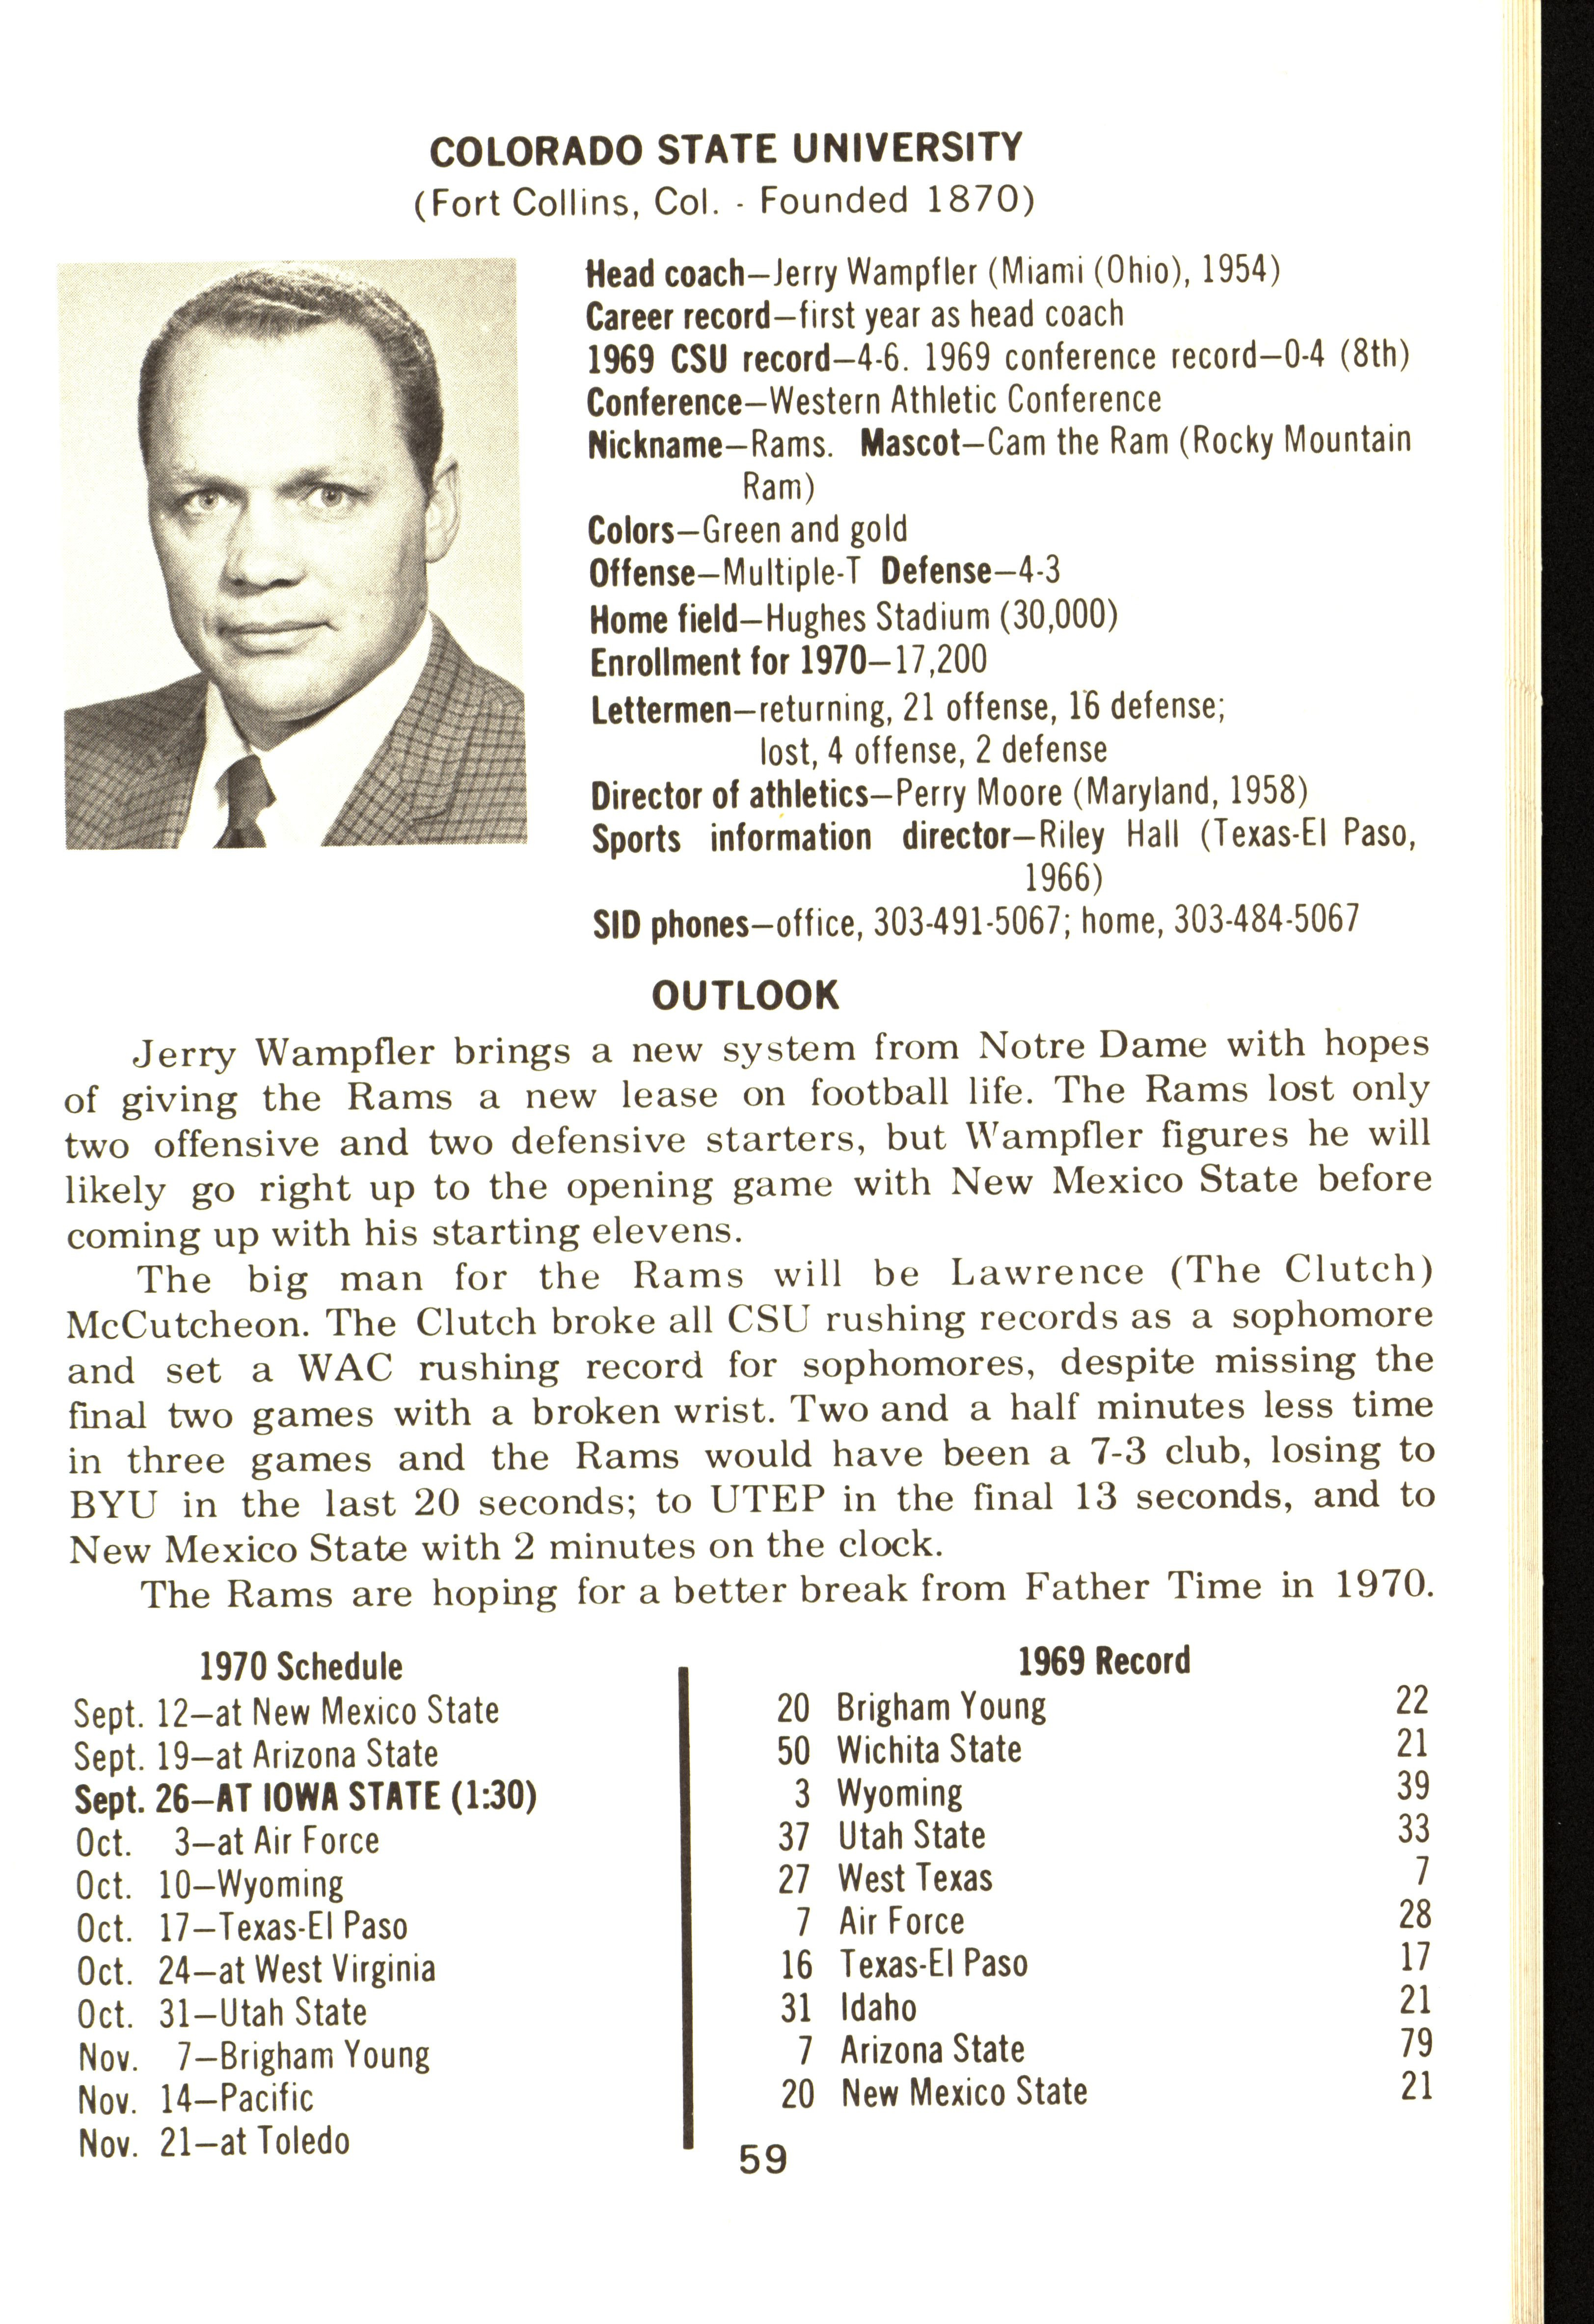 COLORADO STATE UNIVERSITY
(Fort Collins, Col. - Founded 1870)
Head coach—Jerry Wampfler (Miami (Ohio), 1954)
Career record—first year as head coach
1969 CSU record—4-6. 1969 conference record—0-4 (8th)
Conference—Western Athletic Conference
Nickname—Rams. Mascot—Cam the Ram (Rocky Mountain
Ram)
Colors—Green and gold
Offense—Multiple-T Defense—4-3
Home field—Hughes Stadium (30,000)
Enrollment for 1970—17,200
Lettermen—returning, 21 offense, 16 defense;
lost, 4 offense, 2 defense
Director of athletics—Perry Moore (Maryland, 1958)
Sports information director—Riley Hall (Texas-El Paso,
1966)
SID phones—office, 303-491-5067; home, 303-484-5067
OUTLOOK
Jerry Wampfler brings a new system from Notre Dame with hopes
of giving the Rams a new lease on football life. The Rams lost only
two offensive and two defensive starters, but Wampfler figures he will
likely go right up to the opening game with New Mexico State before
coming up with his starting elevens.
The big man for the Rams will be Lawrence (The Clutch)
McCutcheon. The Clutch broke all CSU rushing records as a sophomore
and set a WAC rushing record for sophomores, despite missing the
final two games with a broken wrist. Two and a half minutes less time
in three games and the Rams would have been a 7-3 club, losing to
BYU in the last 20 seconds; to UTEP in the final 13 seconds, and to
New Mexico State with 2 minutes on the clock.
The Rams are hoping for a better break from Father Time in 1970.
1970 Schedule
Sept. 12—at New Mexico State
Sept. 19—at Arizona State
Sept. 26—AT IOWA STATE (1:30)
Oct. 3—at Air Force
Oct. 10—Wyoming
Oct. 17—Texas-El Paso
Oct. 24—at West Virginia
Oct. 31—Utah State
Nov. 7—Brigham Young
Nov. 14—Pacific
Nov. 21—at Toledo
1969 Record
20 Brigham Young 22
50 Wichita State 21
3 Wyoming 39
37 Utah State 33
27 West Texas 7
7 Air Force 28
16 Texas-El Paso 17
31 Idaho 21
7 Arizona State 79
20 New Mexico State 21
59